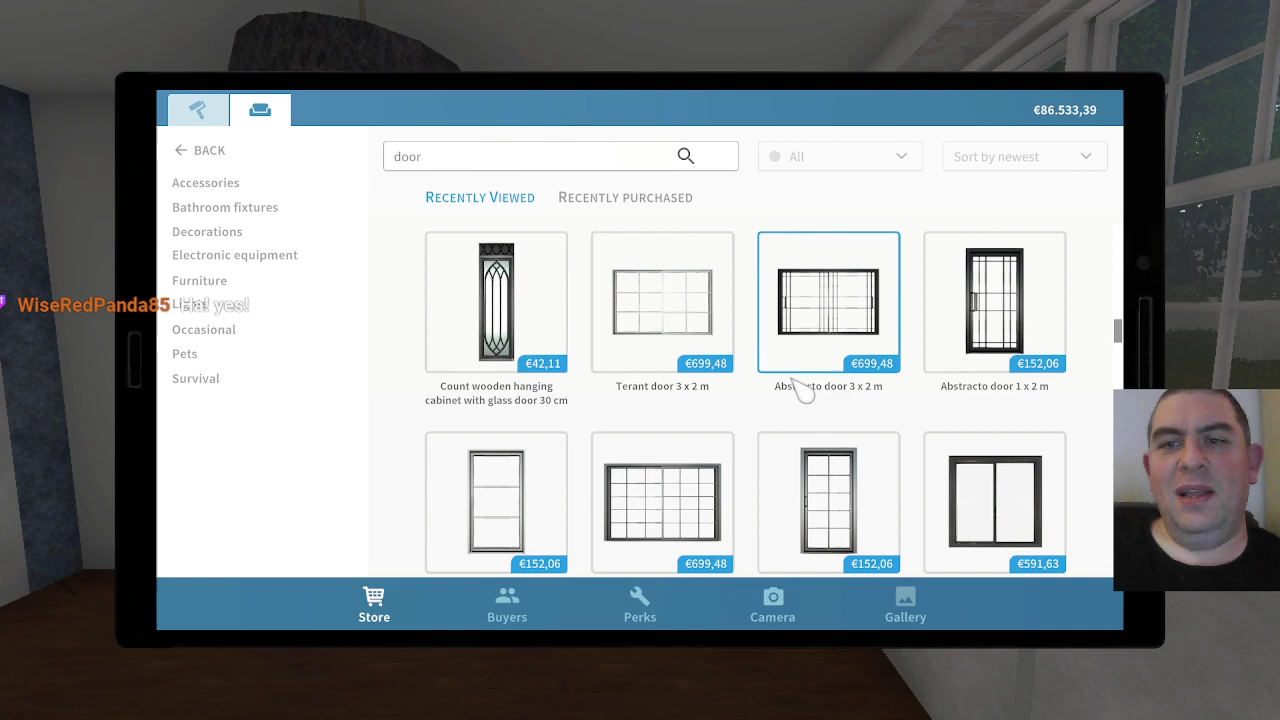 €86.533,39
BACK
door
All
Sort by newest
Accessories
Bathroom fixtures
Decorations
Electronic equipment
Furniture
WiseRedPanda85 Ha! yes!
Occasional
Pets
Survival
RECENTLY VIEWED
RECENTLY PURCHASED
€42,11
€699,48
€699,48
€152,06
Count wooden hanging
cabinet with glass door 30 cm
Terant door 3 x 2 m
Abstracto door 3 x 2 m
Abstracto door 1 x 2 m
€152,06
€699,48
€152,06
€591,63
Store
Buyers
Perks
Camera
Gallery